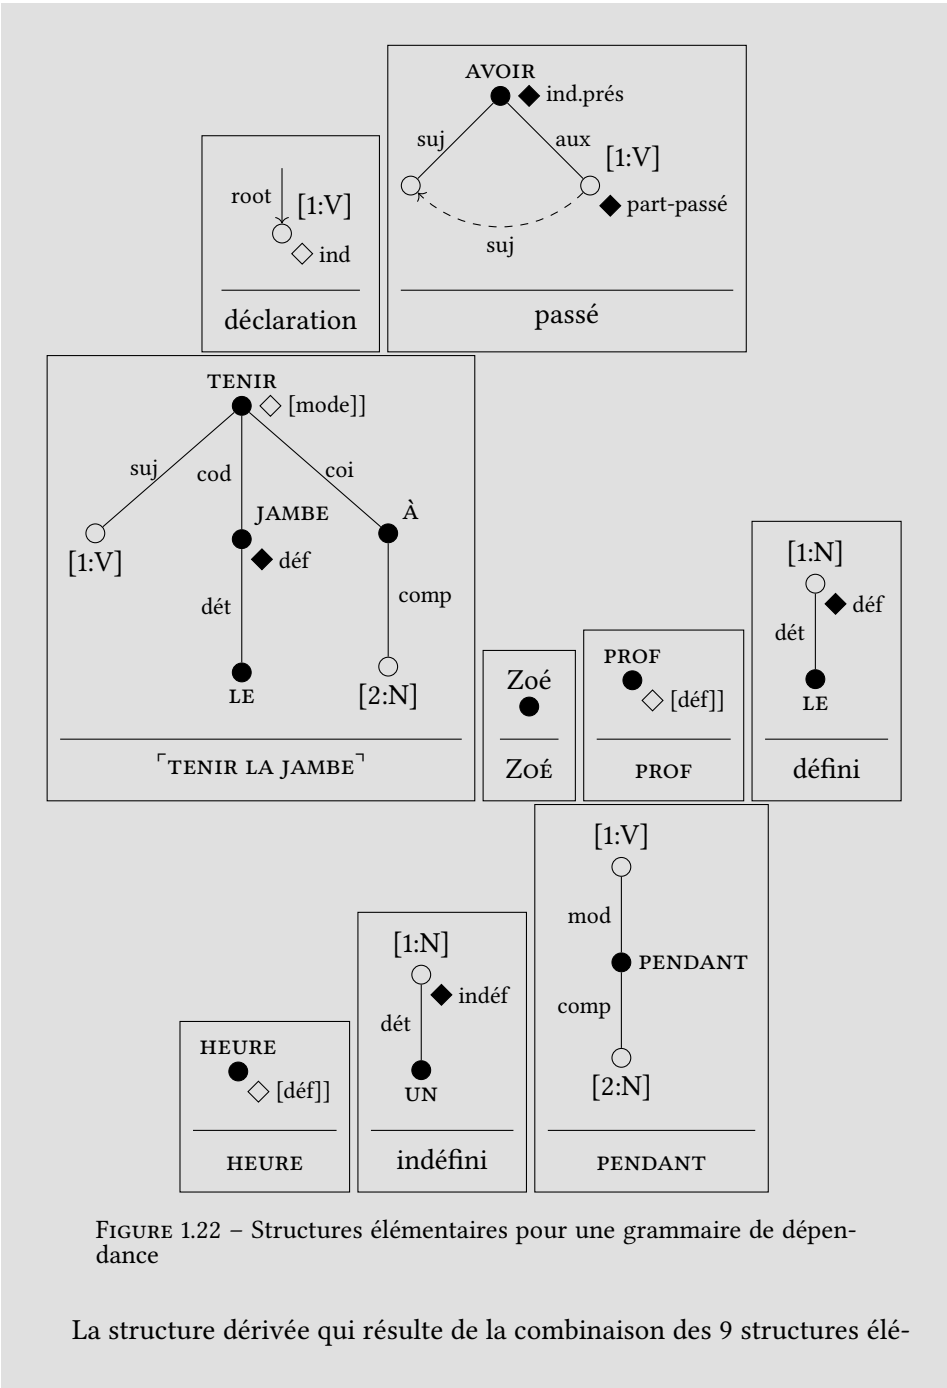 AVOIR
ind.prés
suj
aux
[1:V]
part-passé
suj
passé
root
[1:V]
ind
déclaration
TENIR
[mode]]
suj
cod
coi
[1:V]
JAMBE
déf
À
dét
comp
LE
[2:N]
⌜TENIR LA JAMBE⌝
Zoé
ZOÉ
PROF
[déf]]
PROF
[1:N]
déf
dét
LE
défini
HEURE
[déf]]
HEURE
[1:N]
indéf
dét
UN
indéfini
[1:V]
mod
PENDANT
comp
[2:N]
PENDANT
FIGURE 1.22 – Structures élémentaires pour une grammaire de dépen-
dance
La structure dérivée qui résulte de la combinaison des 9 structures élé-